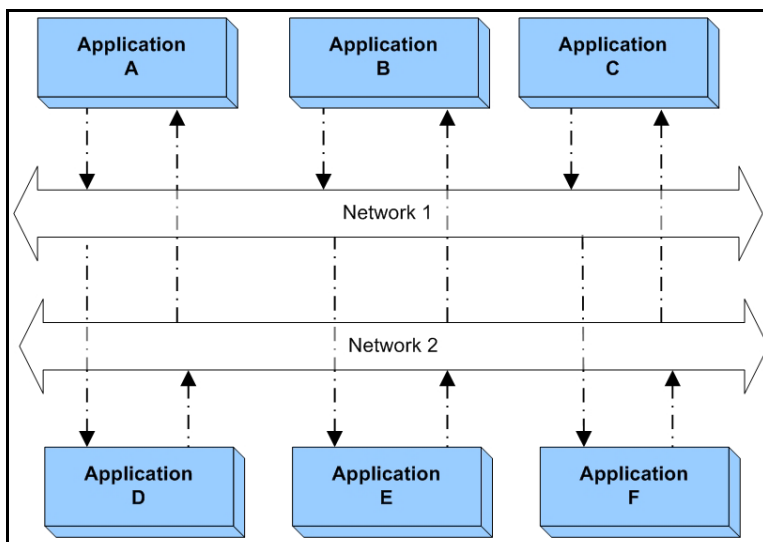 Application
A
Application
B
Application
C
Network 1
Network 2
Application
D
Application
E
Application
F